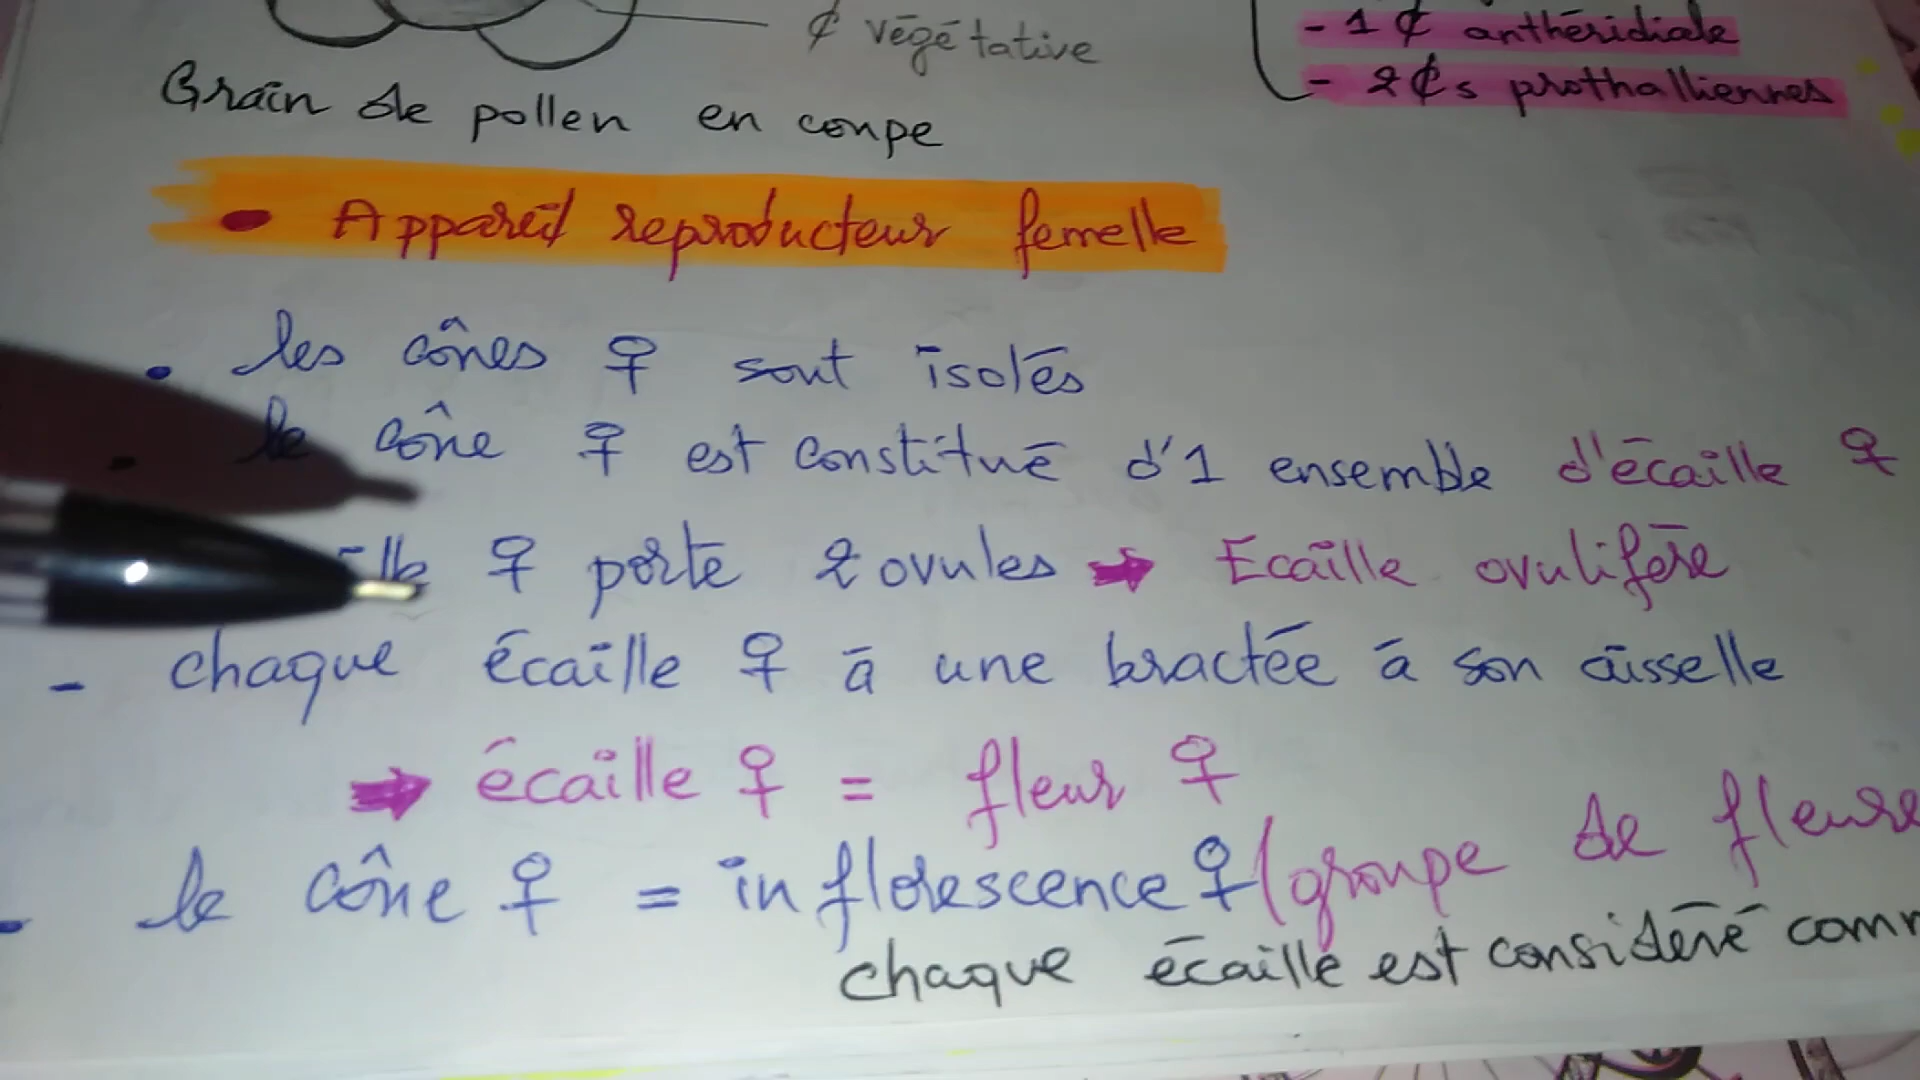 ¢ végétative
- 1 ¢ anthéridiale
- 2 ¢s prothalliennes
Grain de pollen en coupe
• Appareil reproducteur femelle
• les cônes ♀ sont isolés
• le cône ♀ est constitué d'1 ensemble d'écaille ♀
♀ porte 2 ovules → Ecaille ovulifère
- chaque écaille ♀ à une bractée à son aisselle
→ écaille ♀ = fleur ♀
- le cône ♀ = inflorescence ♀ (groupe de fleurs
chaque écaille est considéré comm